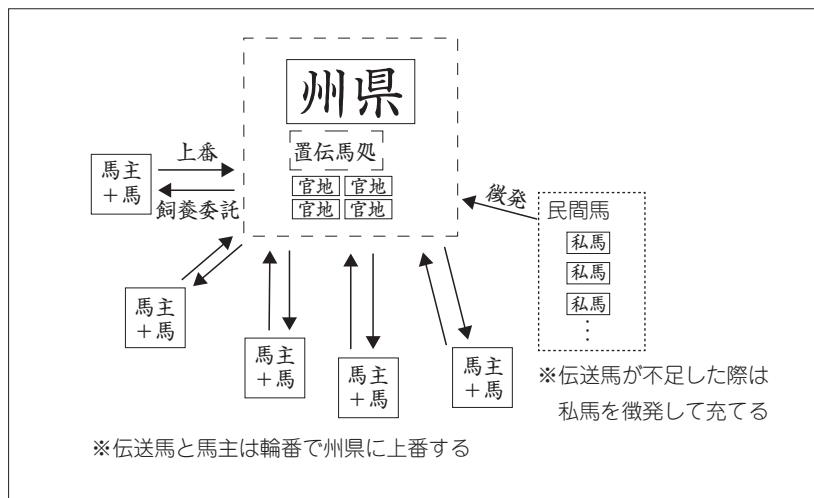 州県
置伝馬処
官地 官地
官地 官地
上番
飼養委託
馬主
＋馬
馬主
＋馬
馬主
＋馬
馬主
＋馬
馬主
＋馬
徴発
民間馬
私馬
私馬
私馬
⋮
※伝送馬が不足した際は
私馬を徴発して充てる
※伝送馬と馬主は輪番で州県に上番する